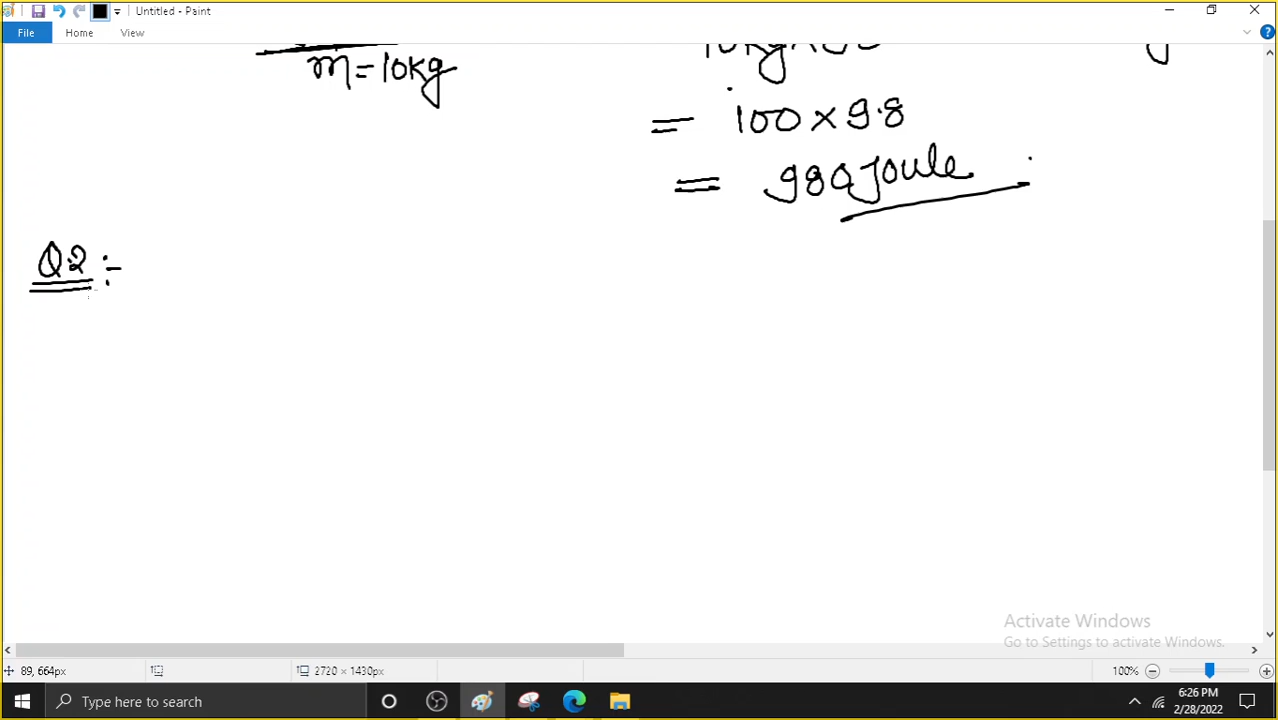 Untitled - Paint
File Home View
m=10kg
= 100 × 9.8
= 980 Joule
Q.2 :-
Activate Windows
Go to Settings to activate Windows.
89, 664px
2720 × 1430px
100%
Type here to search
6:26 PM
2/28/2022